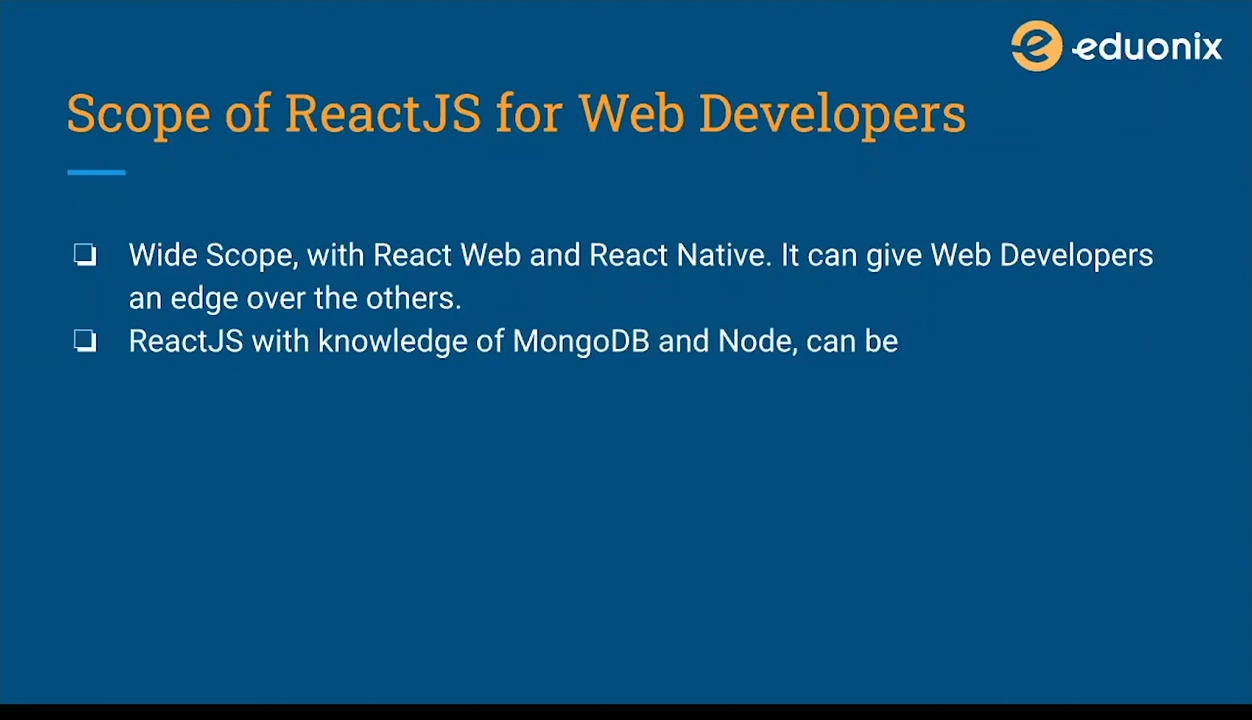 eduonix
Scope of ReactJS for Web Developers
Wide Scope, with React Web and React Native. It can give Web Developers
an edge over the others.
ReactJS with knowledge of MongoDB and Node, can be